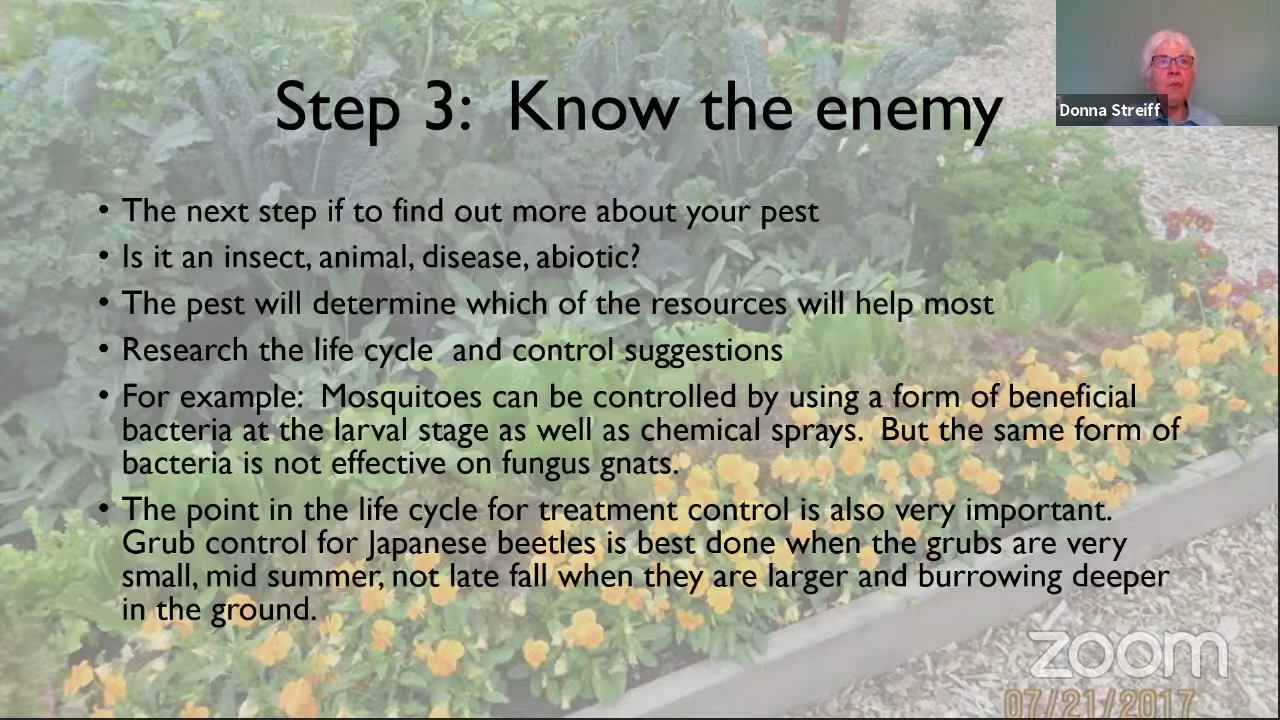 Step 3:  Know the enemy
Donna Streiff
• The next step if to find out more about your pest
• Is it an insect, animal, disease, abiotic?
• The pest will determine which of the resources will help most
• Research the life cycle  and control suggestions
• For example:  Mosquitoes can be controlled by using a form of beneficial
bacteria at the larval stage as well as chemical sprays.  But the same form of
bacteria is not effective on fungus gnats.
• The point in the life cycle for treatment control is also very important.
Grub control for Japanese beetles is best done when the grubs are very
small, mid summer, not late fall when they are larger and burrowing deeper
in the ground.
zoom
07/21/2017